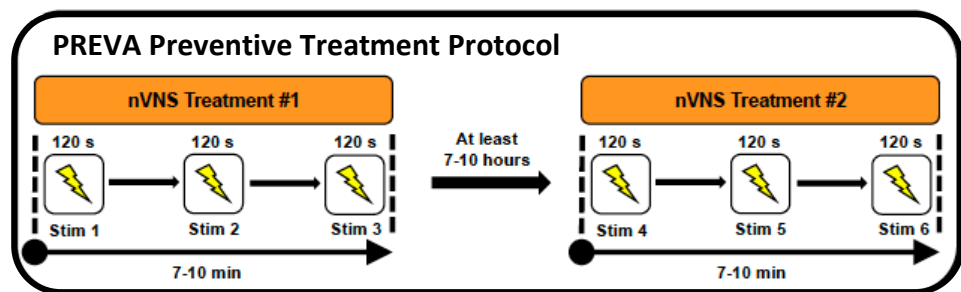 PREVA Preventive Treatment Protocol
nVNS Treatment #1
nVNS Treatment #2
120 s
120 s
120 s
At least
7-10 hours
120 s
120 s
120 s
Stim 1
Stim 2
Stim 3
Stim 4
Stim 5
Stim 6
7-10 min
7-10 min